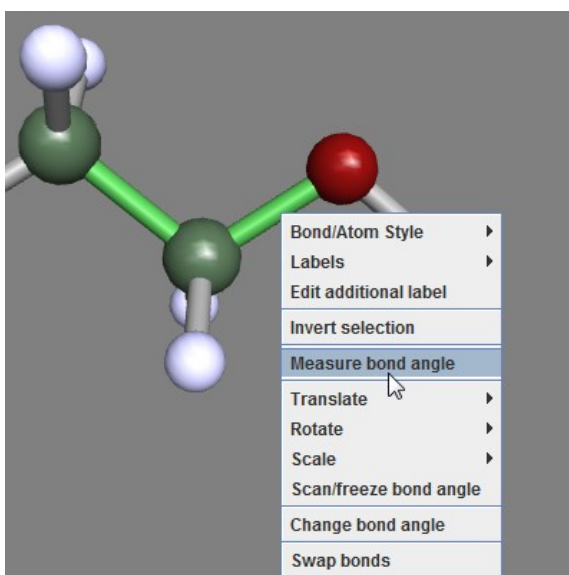 Bond/Atom Style
Labels
Edit additional label
Invert selection
Measure bond angle
Translate
Rotate
Scale
Scan/freeze bond angle
Change bond angle
Swap bonds